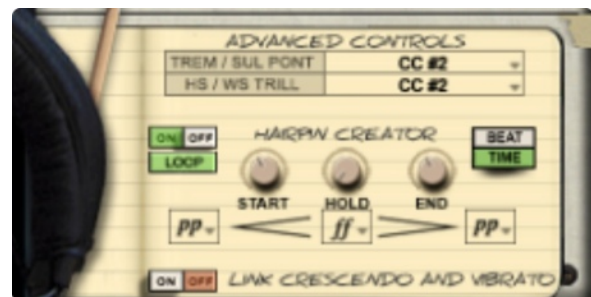 ADVANCED CONTROLS
TREM / SUL PONT CC #2
HS / WS TRILL CC #2
ON OFF HAIRPIN CREATOR BEAT
LOOP TIME
START HOLD END
pp ff pp
ON OFF LINK CRESCENDO AND VIBRATO